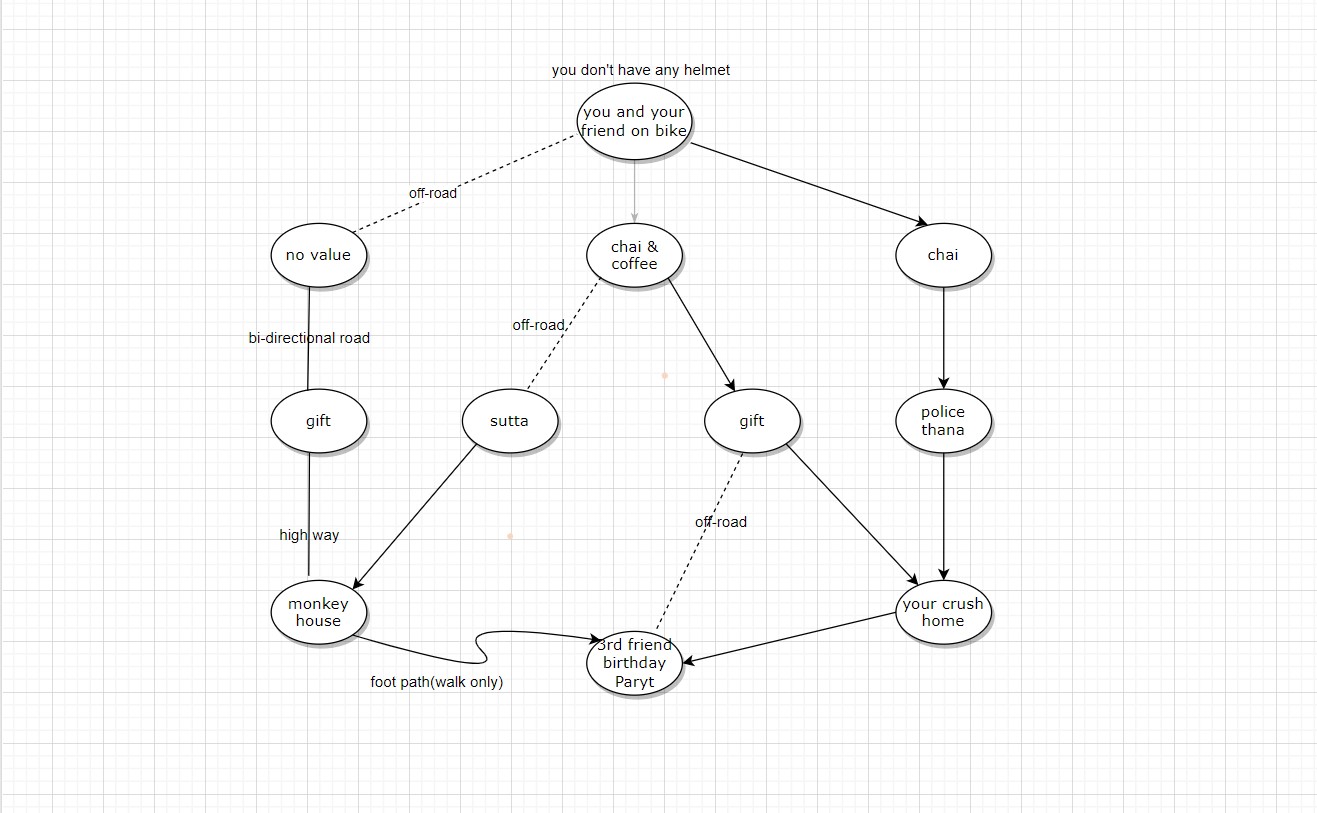 you don't have any helmet
you and your
friend on bike
off-road
no value
chai &
coffee
chai
off-road
bi-directional road
gift
sutta
gift
police
thana
off-road
high way
monkey
house
your crush
home
3rd friend
birthday
Paryt
foot path(walk only)